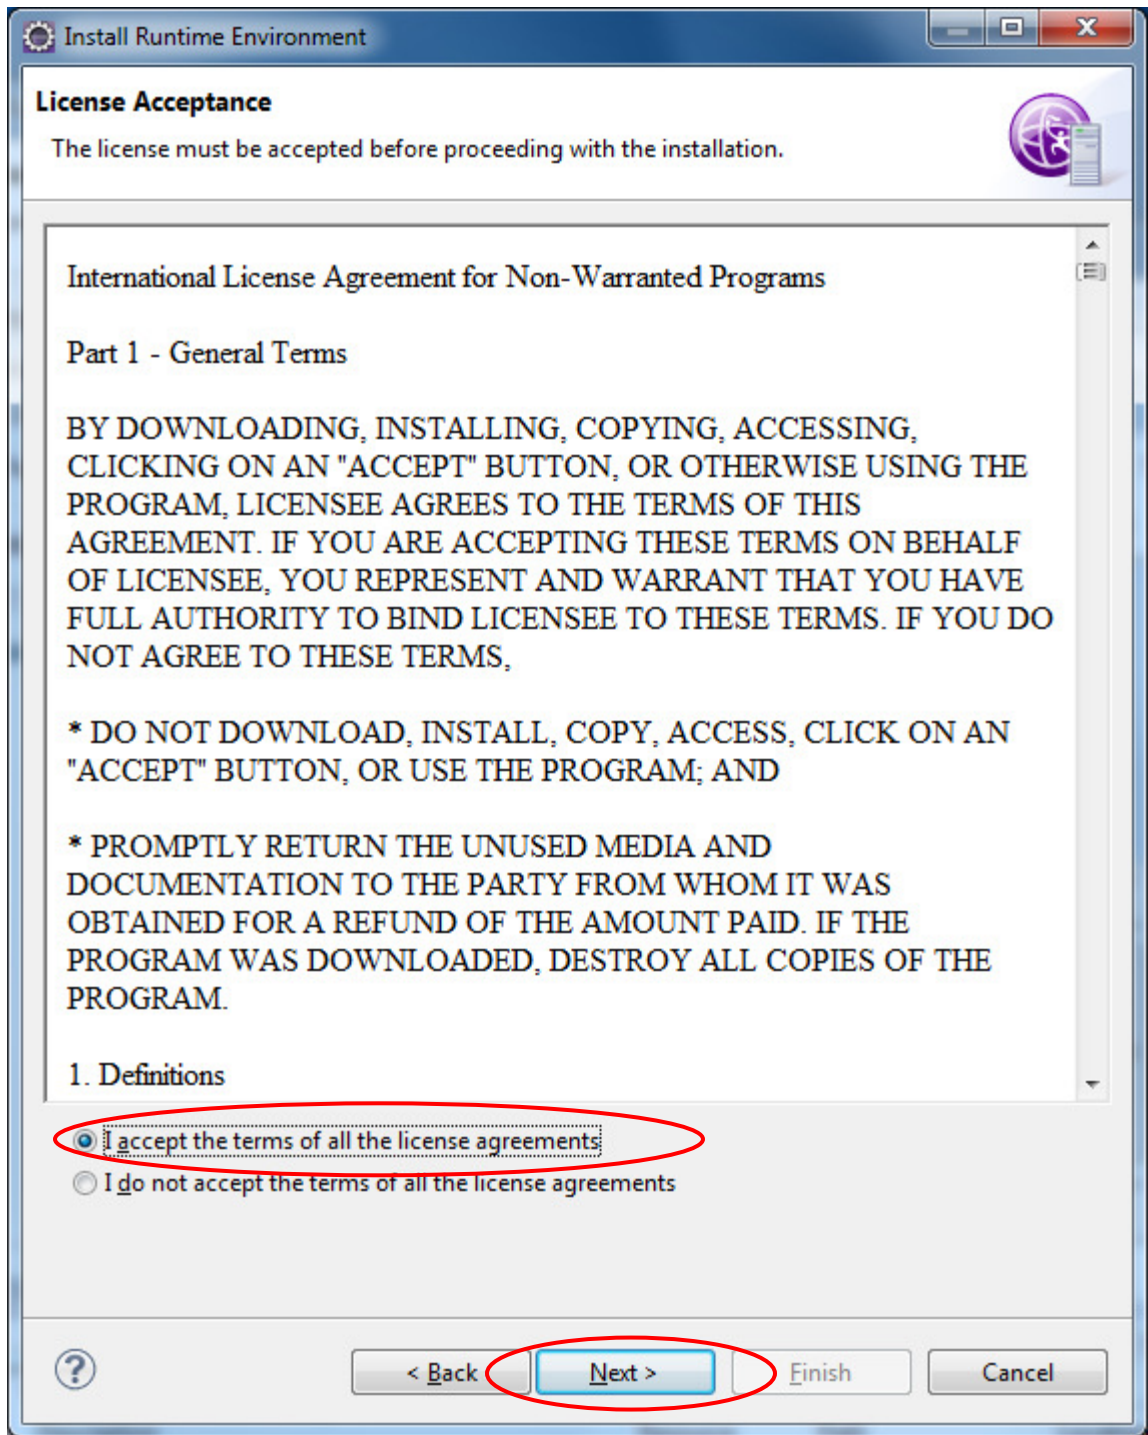 Install Runtime Environment
License Acceptance
The license must be accepted before proceeding with the installation.
International License Agreement for Non-Warranted Programs
Part 1 - General Terms
BY DOWNLOADING, INSTALLING, COPYING, ACCESSING,
CLICKING ON AN "ACCEPT" BUTTON, OR OTHERWISE USING THE
PROGRAM, LICENSEE AGREES TO THE TERMS OF THIS
AGREEMENT. IF YOU ARE ACCEPTING THESE TERMS ON BEHALF
OF LICENSEE, YOU REPRESENT AND WARRANT THAT YOU HAVE
FULL AUTHORITY TO BIND LICENSEE TO THESE TERMS. IF YOU DO
NOT AGREE TO THESE TERMS,
* DO NOT DOWNLOAD, INSTALL, COPY, ACCESS, CLICK ON AN
"ACCEPT" BUTTON, OR USE THE PROGRAM; AND
* PROMPTLY RETURN THE UNUSED MEDIA AND
DOCUMENTATION TO THE PARTY FROM WHOM IT WAS
OBTAINED FOR A REFUND OF THE AMOUNT PAID. IF THE
PROGRAM WAS DOWNLOADED, DESTROY ALL COPIES OF THE
PROGRAM.
1. Definitions
I accept the terms of all the license agreements
I do not accept the terms of all the license agreements
? < Back Next > Finish Cancel